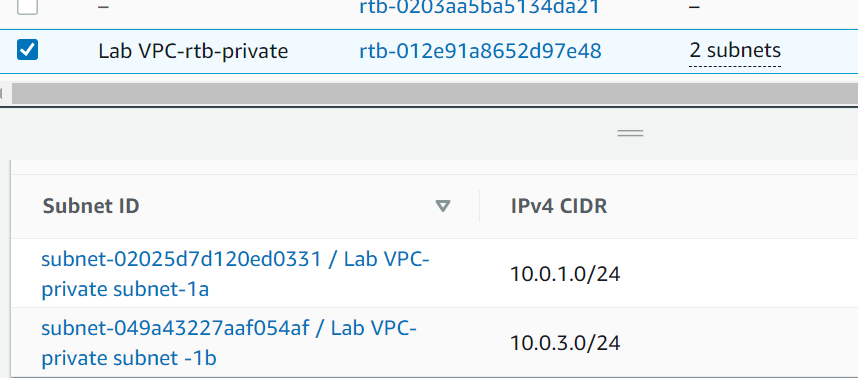 – rtb-0203aa5ba5134da21 –
Lab VPC-rtb-private rtb-012e91a8652d97e48 2 subnets
Subnet ID IPv4 CIDR
subnet-02025d7d120ed0331 / Lab VPC-
private subnet-1a
10.0.1.0/24
subnet-049a43227aaf054af / Lab VPC-
private subnet -1b
10.0.3.0/24